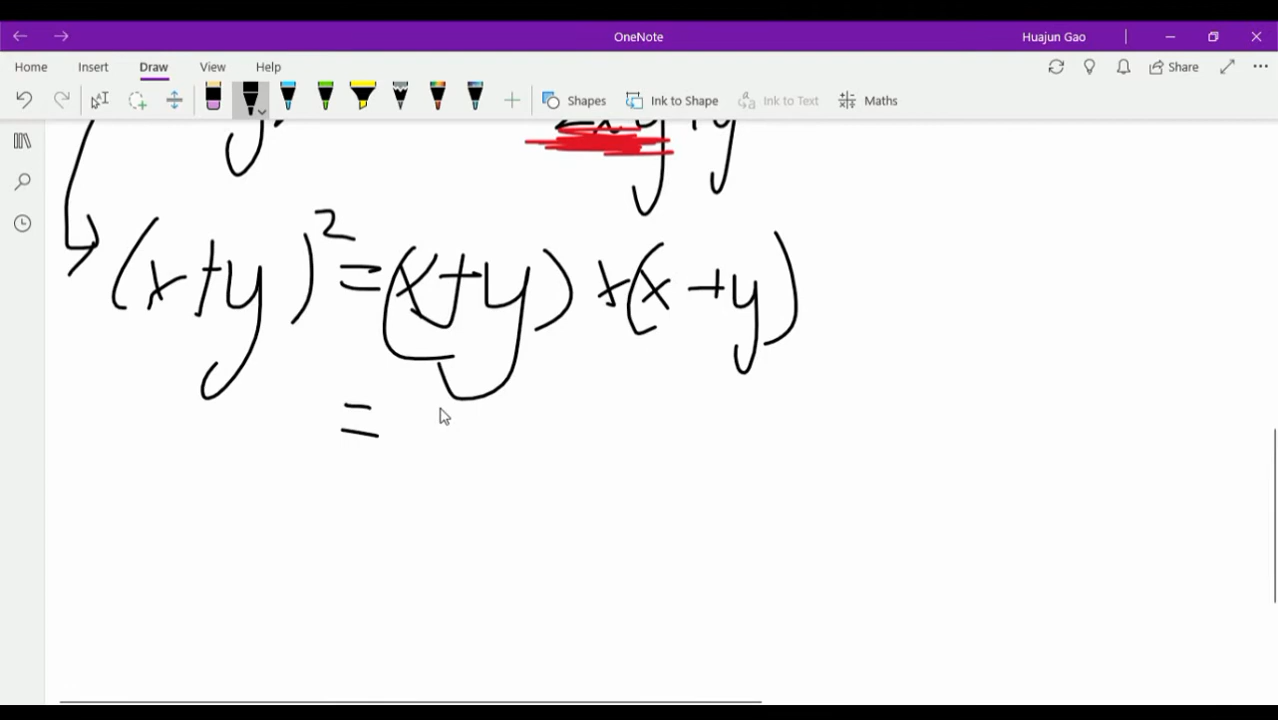 OneNote
Huajun Gao
Home Insert Draw View Help
Share
Shapes
Ink to Shape
Ink to Text
Maths
(x+y)² = (x+y) × (x+y)
=